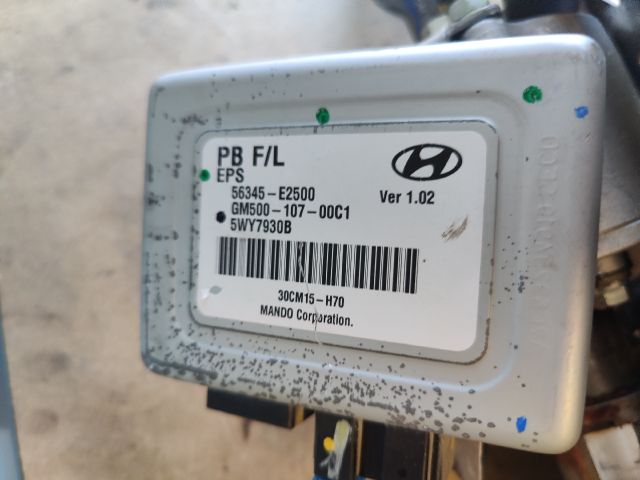 PB F/L
EPS
56345-E2500
Ver 1.02
GM500-107-00C1
5WY7930B
30CM15-H70
MANDO Corporation.